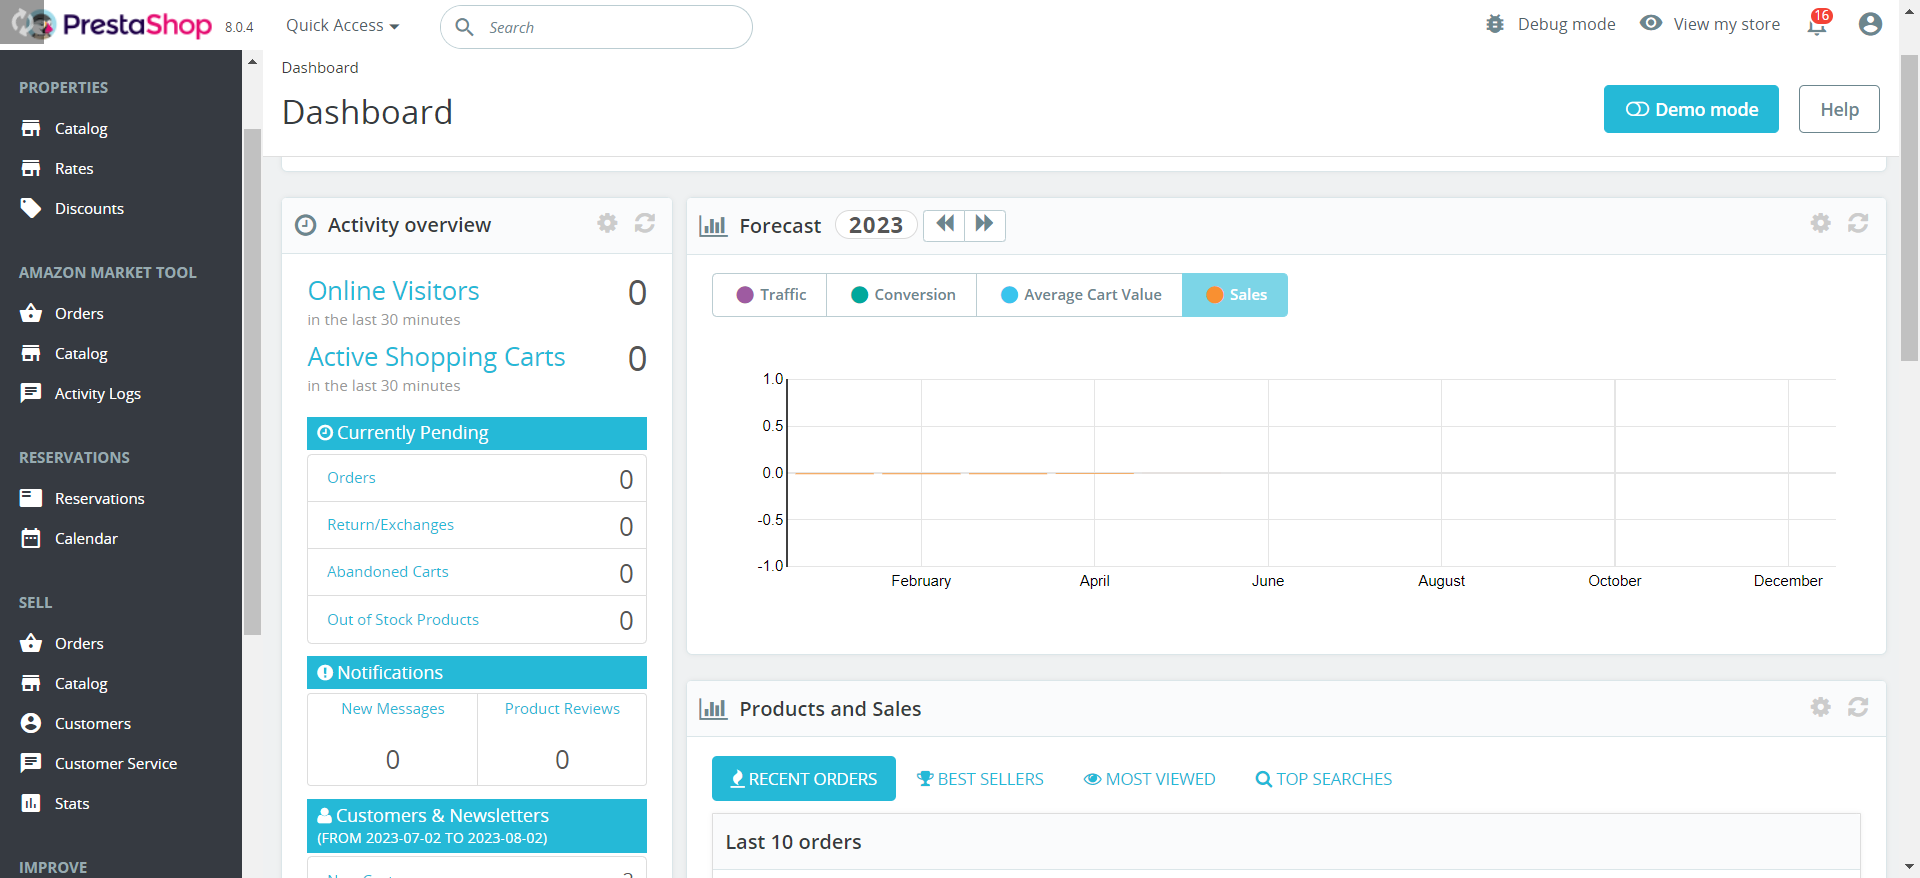 PrestaShop 8.0.4
Quick Access
Search
Debug mode
View my store
16
Dashboard
Dashboard
Demo mode
Help
PROPERTIES
Catalog
Rates
Discounts
AMAZON MARKET TOOL
Orders
Catalog
Activity Logs
RESERVATIONS
Reservations
Calendar
SELL
Orders
Catalog
Customers
Customer Service
Stats
IMPROVE
Activity overview
Online Visitors 0
in the last 30 minutes
Active Shopping Carts 0
in the last 30 minutes
Currently Pending
Orders 0
Return/Exchanges 0
Abandoned Carts 0
Out of Stock Products 0
Notifications
New Messages Product Reviews
0 0
Customers & Newsletters
(FROM 2023-07-02 TO 2023-08-02)
Forecast 2023
Traffic Conversion Average Cart Value Sales
1.0
0.5
0.0
-0.5
-1.0
February April June August October December
Products and Sales
RECENT ORDERS BEST SELLERS MOST VIEWED TOP SEARCHES
Last 10 orders